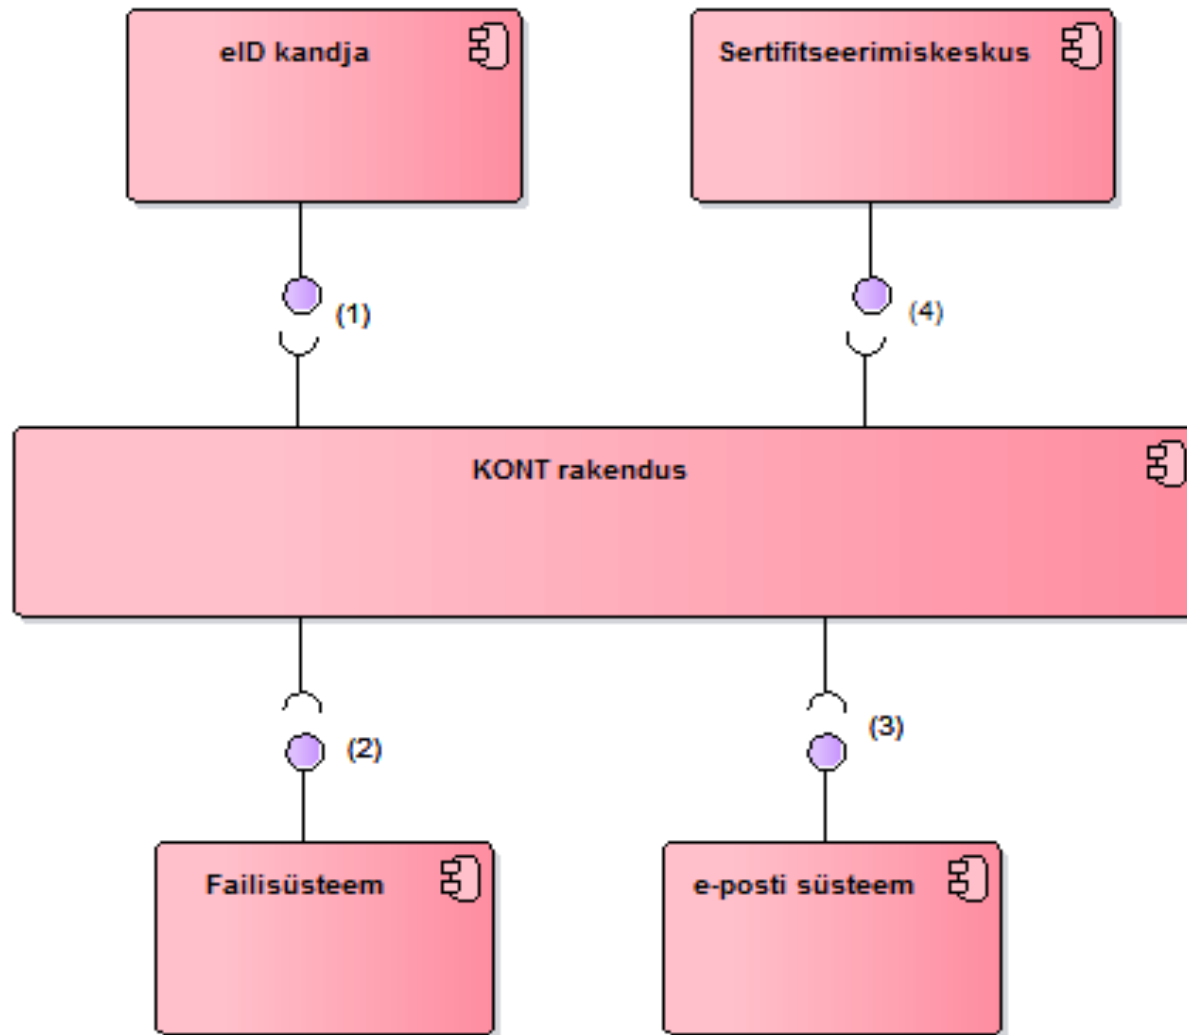 eID kandja
Sertifitseerimiskeskus
(1)
(4)
KONT rakendus
(2)
(3)
Failisüsteem
e-posti süsteem